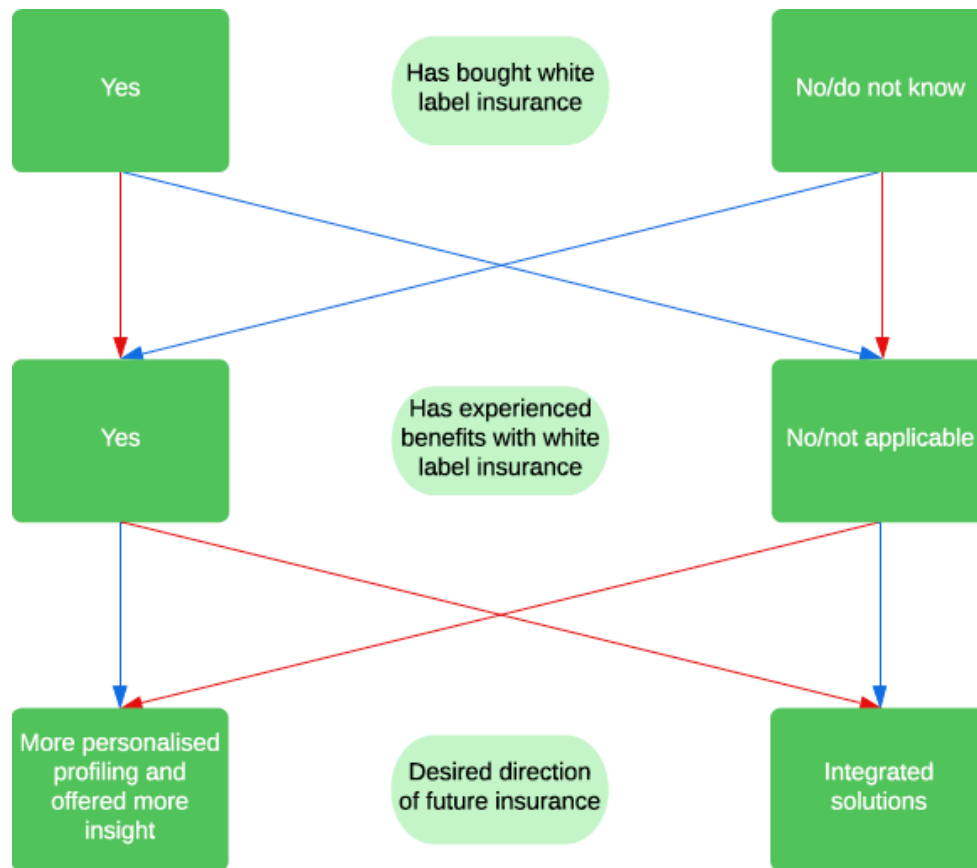 Yes
Has bought white
label insurance
No/do not know
Yes
Has experienced
benefits with white
label insurance
No/not applicable
More personalised
profiling and
offered more
insight
Desired direction
of future insurance
Integrated
solutions